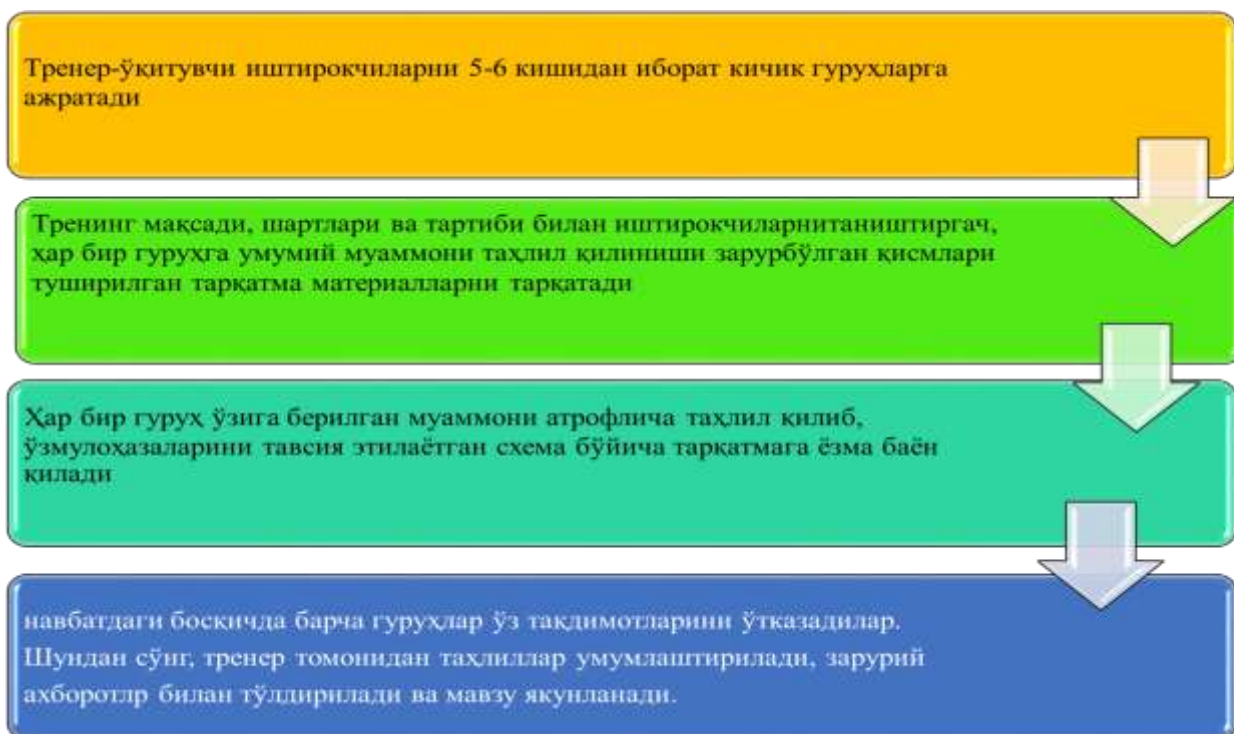 Тренер-ўқитувчи иштирокчиларни 5-6 кишидан иборат кичик гуруҳларга
ажратади
Тренинг мақсади, шартлари ва тартиби билан иштирокчиларнитаништиргач,
ҳар бир гуруҳга умумий муаммони таҳлил қилиниши зарурбўлган қисмлари
туширилган тарқатма материалларни тарқатади
Ҳар бир гуруҳ ўзига берилган муаммони атрофлича таҳлил қилиб,
ўзмулоҳазаларини тавсия этилаётган схема бўйича тарқатмага ёзма баён
қилади
навбатдаги босқичда барча гуруҳлар ўз тақдимотларини ўтказадилар.
Шундан сўнг, тренер томонидан таҳлиллар умумлаштирилади, зарурий
ахборотлр билан тўлдирилади ва мавзу якунланади.